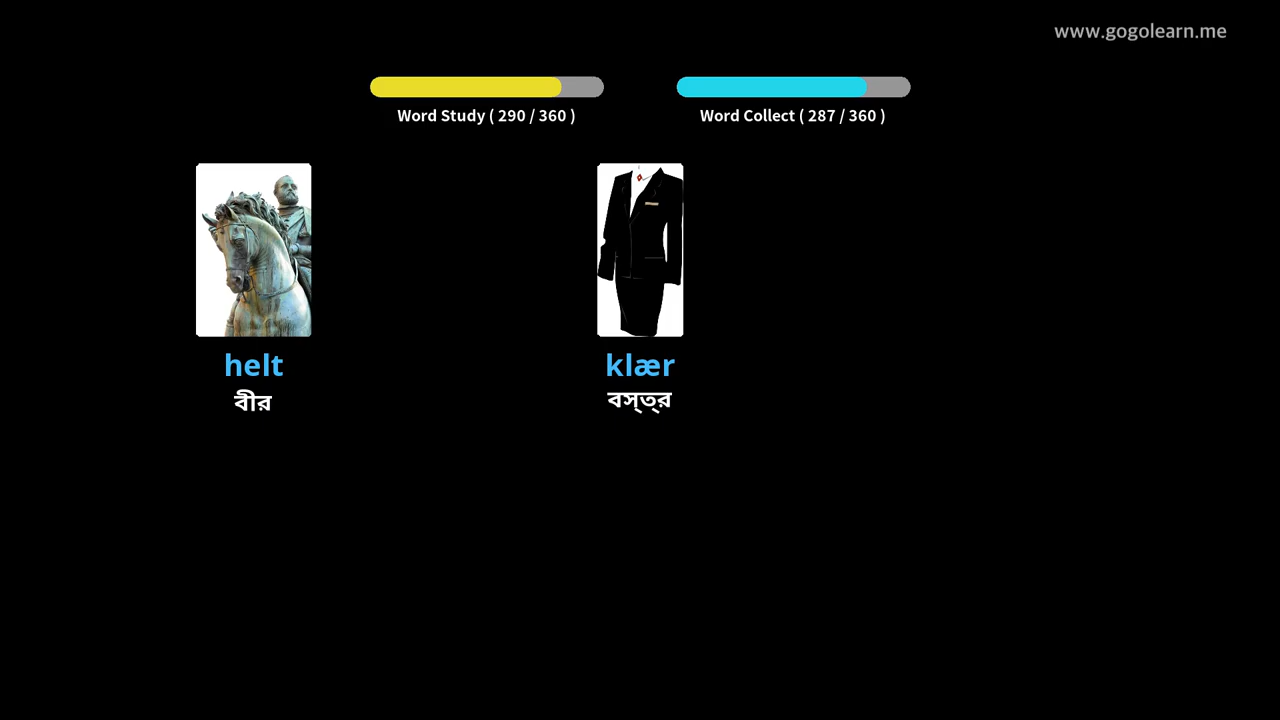 www.gogolearn.me
Word Study ( 290 / 360 )
Word Collect ( 287 / 360 )
helt
বীর
klær
বস্ত্র